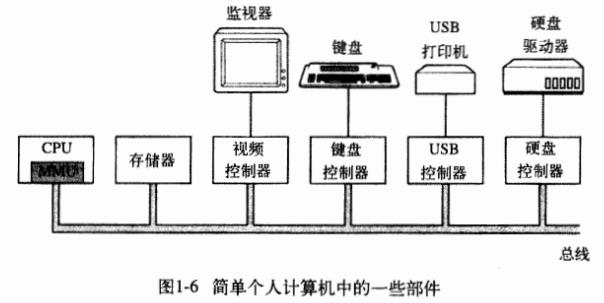 监视器
键盘
USB
打印机
硬盘
驱动器
CPU
MMU
存储器
视频
控制器
键盘
控制器
USB
控制器
硬盘
控制器
总线
图1-6 简单个人计算机中的一些部件